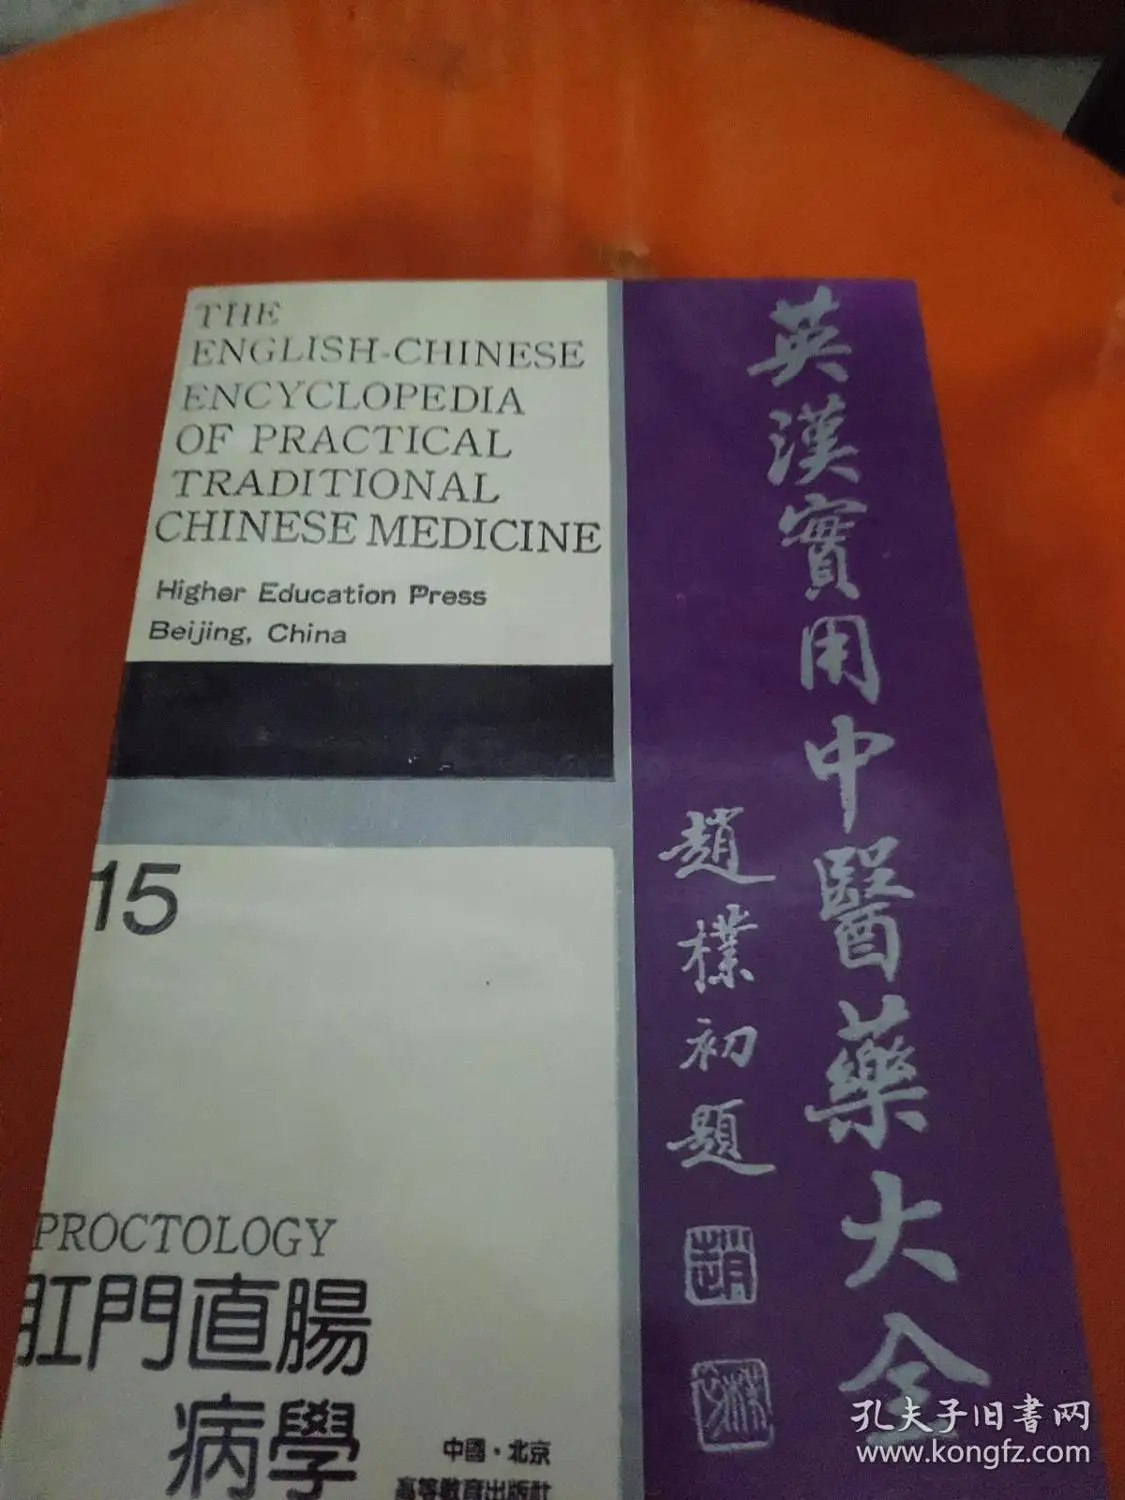 THE
ENGLISH-CHINESE
ENCYCLOPEDIA
OF PRACTICAL
TRADITIONAL
CHINESE MEDICINE
Higher Education Press
Beijing, China
15
PROCTOLOGY
肛門直腸
病學
中國·北京
高等教育出版社
英漢實用中醫藥大全
趙樸初題
趙
孔夫子旧書网
www.kongfz.com